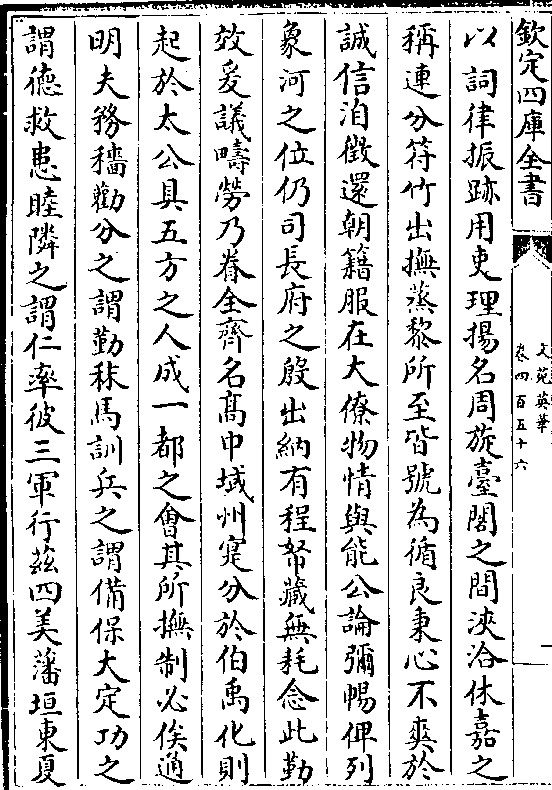 欽定四庫全書
文苑英華
卷四百五十六
以詞律振跡用吏理揚名周旋臺閣之間浹洽休嘉之
稱連分符竹出撫蒸黎所至皆號為循良秉心不爽於
誠信洎徵還朝籍服在大僚物情與能公論彌暢俾列
象河之位仍司長府之殷出納有程帑藏無耗念此勤
效爰議疇勞乃眷全齊名髙中域州寔分於伯禹化則
起於太公具五方之人成一都之會其所撫制必俟通
明夫務穡勸分之謂勤秣馬訓兵之謂備保大定功之
謂徳救患睦隣之謂仁率彼三軍行兹四美藩垣東夏